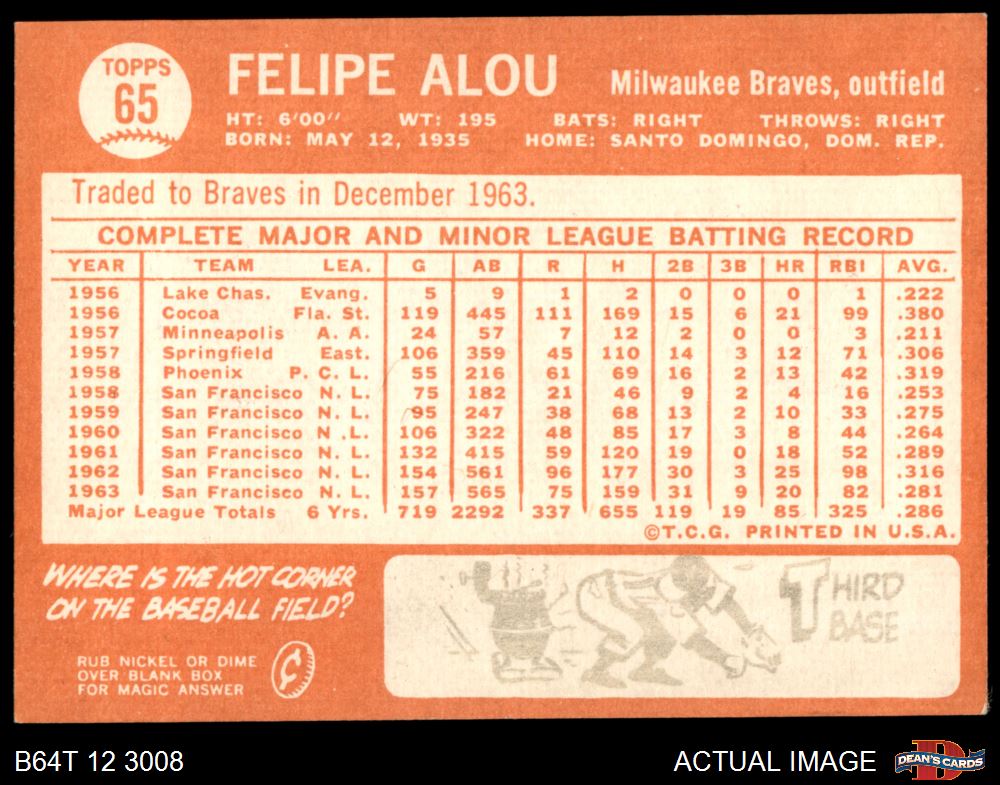 TOPPS
65
FELIPE ALOU
Milwaukee Braves, outfield
HT: 6'00" WT: 195 BATS: RIGHT THROWS: RIGHT
BORN: MAY 12, 1935 HOME: SANTO DOMINGO, DOM. REP.
Traded to Braves in December 1963.
COMPLETE MAJOR AND MINOR LEAGUE BATTING RECORD
YEAR TEAM LEA. G AB R H 2B 3B HR RBI AVG.
1956 Lake Chas. Evang. 5 9 1 2 0 0 0 1 .222
1956 Cocoa Fla. St. 119 445 111 169 15 6 21 99 .380
1957 Minneapolis A. A. 24 57 7 12 2 0 0 3 .211
1957 Springfield East. 106 359 45 110 14 3 12 71 .306
1958 Phoenix P. C. L. 55 216 61 69 16 2 13 42 .319
1958 San Francisco N. L. 75 182 21 46 9 2 4 16 .253
1959 San Francisco N. L. 95 247 38 68 13 2 10 33 .275
1960 San Francisco N .L. 106 322 48 85 17 3 8 44 .264
1961 San Francisco N. L. 132 415 59 120 19 0 18 52 .289
1962 San Francisco N. L. 154 561 96 177 30 3 25 98 .316
1963 San Francisco N. L. 157 565 75 159 31 9 20 82 .281
Major League Totals 6 Yrs. 719 2292 337 655 119 19 85 325 .286
©T.C.G. PRINTED IN U.S.A.
WHERE IS THE HOT CORNER
ON THE BASEBALL FIELD?
RUB NICKEL OR DIME
OVER BLANK BOX
FOR MAGIC ANSWER
¢
THIRD
BASE
B64T 12 3008
ACTUAL IMAGE
DEAN'S CARDS